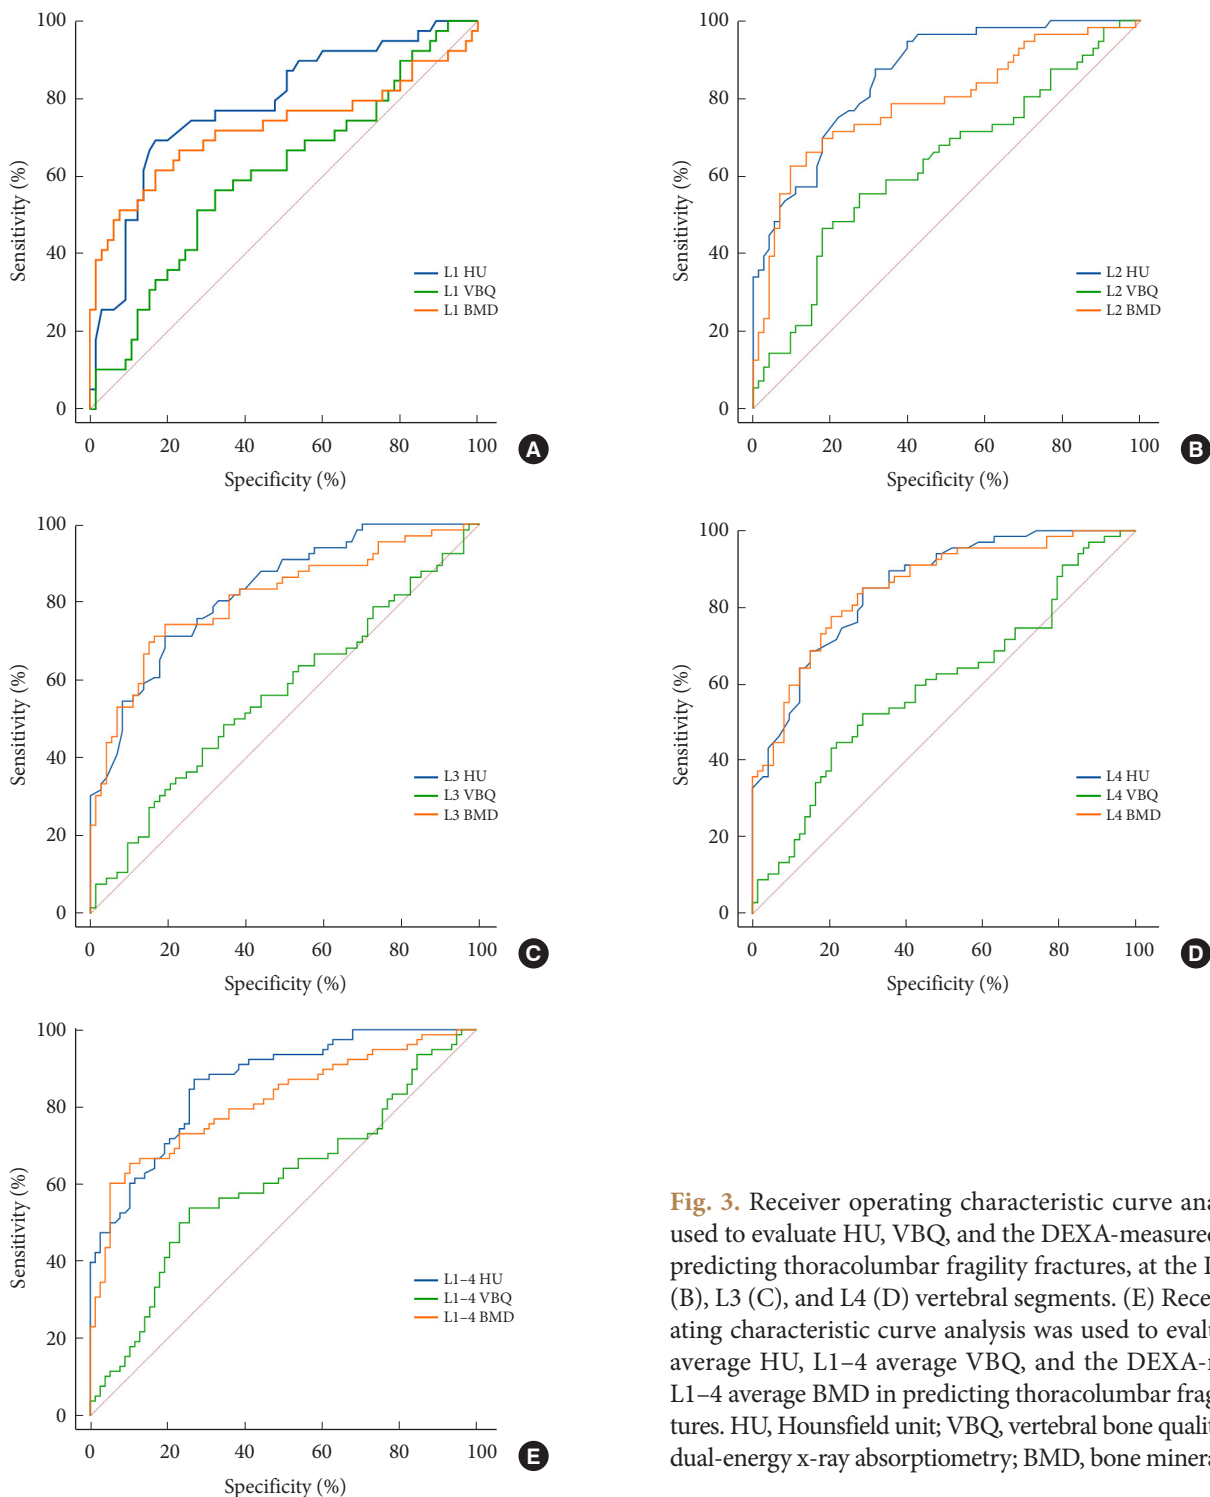 100
80
60
40
20
0
Sensitivity (%)
L1 HU
L1 VBQ
L1 BMD
0 20 40 60 80 100
Specificity (%)
A
100
80
60
40
20
0
Sensitivity (%)
L2 HU
L2 VBQ
L2 BMD
0 20 40 60 80 100
Specificity (%)
B
100
80
60
40
20
0
Sensitivity (%)
L3 HU
L3 VBQ
L3 BMD
0 20 40 60 80 100
Specificity (%)
C
100
80
60
40
20
0
Sensitivity (%)
L4 HU
L4 VBQ
L4 BMD
0 20 40 60 80 100
Specificity (%)
D
100
80
60
40
20
0
Sensitivity (%)
L1–4 HU
L1–4 VBQ
L1–4 BMD
0 20 40 60 80 100
Specificity (%)
E
Fig. 3. Receiver operating characteristic curve ana
used to evaluate HU, VBQ, and the DEXA-measured
predicting thoracolumbar fragility fractures, at the
(B), L3 (C), and L4 (D) vertebral segments. (E) Rece
ating characteristic curve analysis was used to evalu
average HU, L1–4 average VBQ, and the DEXA-
L1–4 average BMD in predicting thoracolumbar frag
tures. HU, Hounsfield unit; VBQ, vertebral bone qualit
dual-energy x-ray absorptiometry; BMD, bone minera